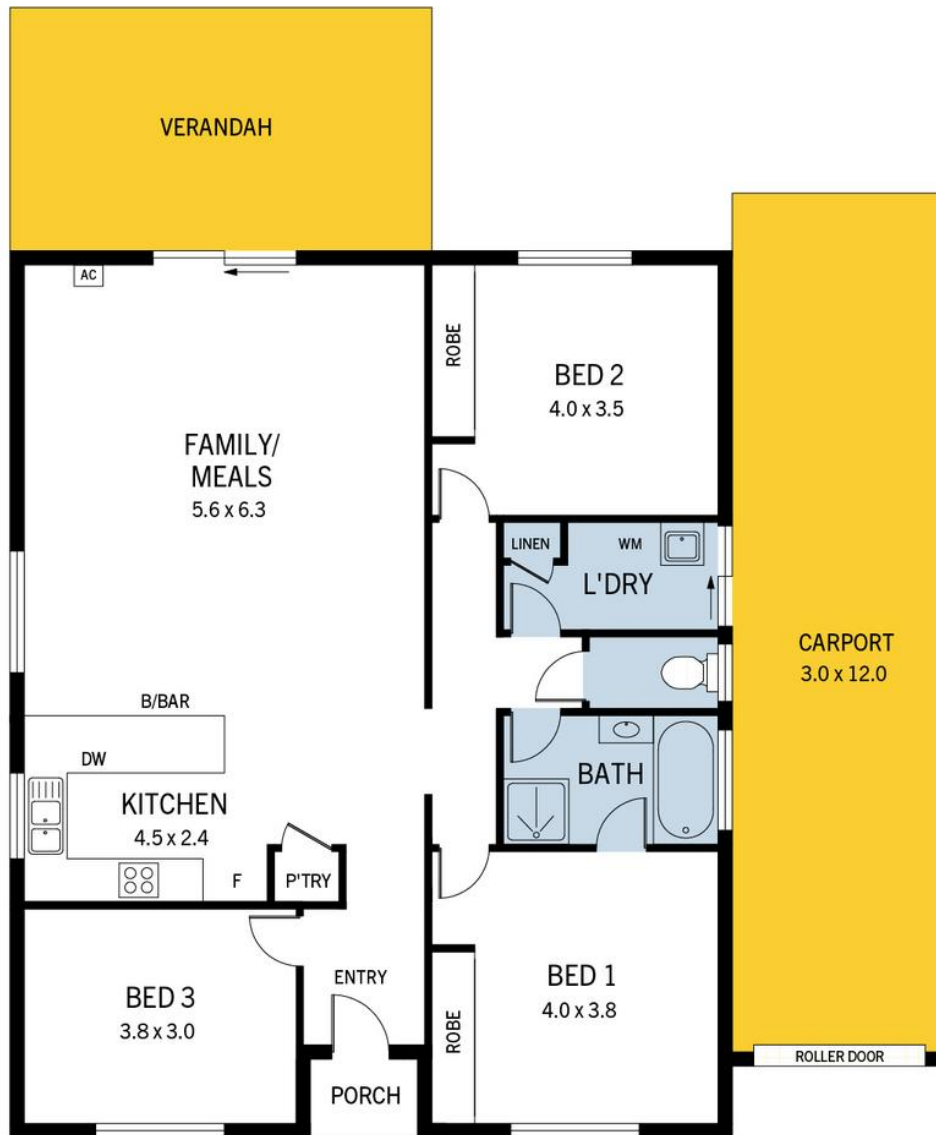 VERANDAH
AC
ROBE
BED 2
4.0 x 3.5
FAMILY/
MEALS
5.6 x 6.3
LINEN
WM
L'DRY
CARPORT
3.0 x 12.0
B/BAR
DW
KITCHEN
4.5 x 2.4
BATH
F
P'TRY
ENTRY
BED 3
3.8 x 3.0
BED 1
4.0 x 3.8
ROBE
PORCH
ROLLER DOOR